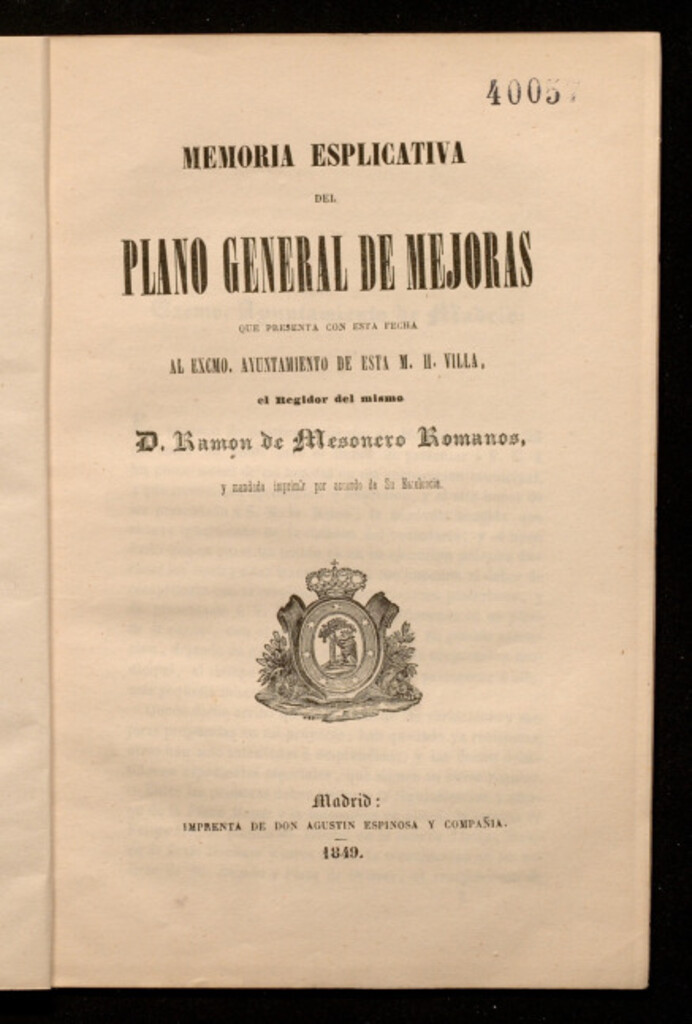 40057
MEMORIA ESPLICATIVA
DEL
PLANO GENERAL DE MEJORAS
QUE PRESENTA CON ESTA FECHA
AL EXCMO. AYUNTAMIENTO DE ESTA M. H. VILLA,
el Regidor del mismo
D. Ramon de Mesonero Romanos,
y mandada imprimir por acuerdo de Su Escelencia.
Madrid:
IMPRENTA DE DON AGUSTIN ESPINOSA Y COMPAÑIA.
1849.